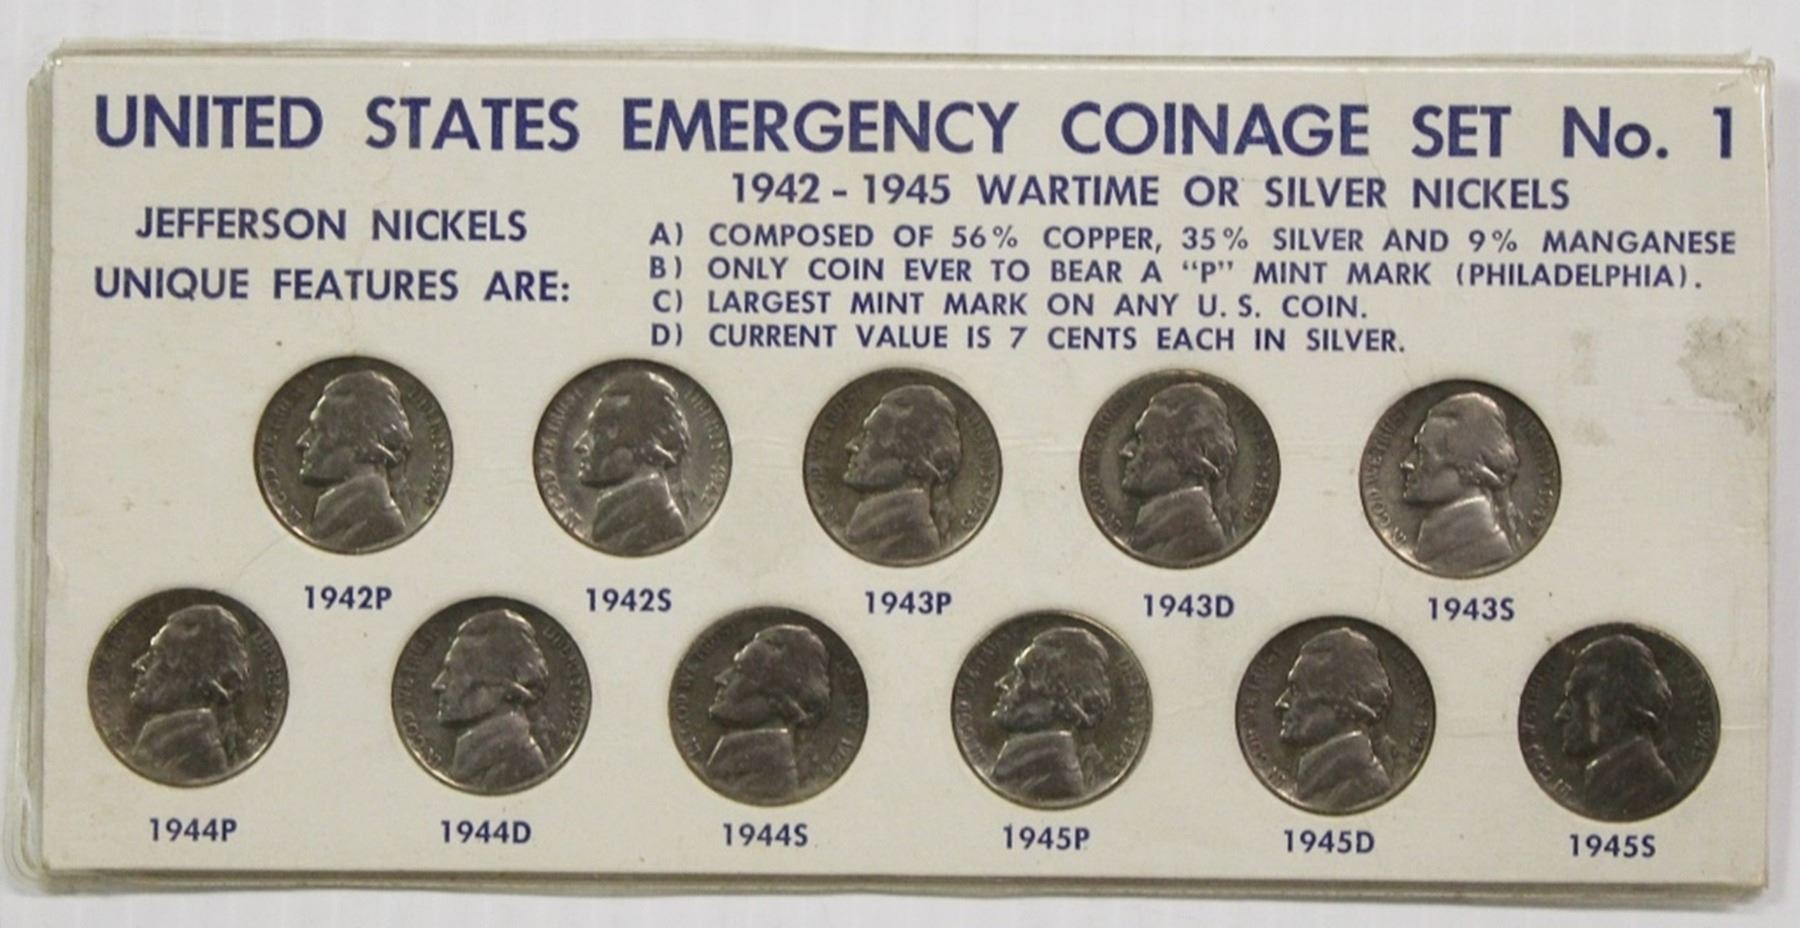 UNITED STATES EMERGENCY COINAGE SET No. 1
1942 - 1945 WARTIME OR SILVER NICKELS
JEFFERSON NICKELS
UNIQUE FEATURES ARE:
A) COMPOSED OF 56% COPPER, 35% SILVER AND 9% MANGANESE
B) ONLY COIN EVER TO BEAR A "P" MINT MARK (PHILADELPHIA).
C) LARGEST MINT MARK ON ANY U. S. COIN.
D) CURRENT VALUE IS 7 CENTS EACH IN SILVER.
1942P 1942S 1943P 1943D 1943S
1944P 1944D 1944S 1945P 1945D 1945S